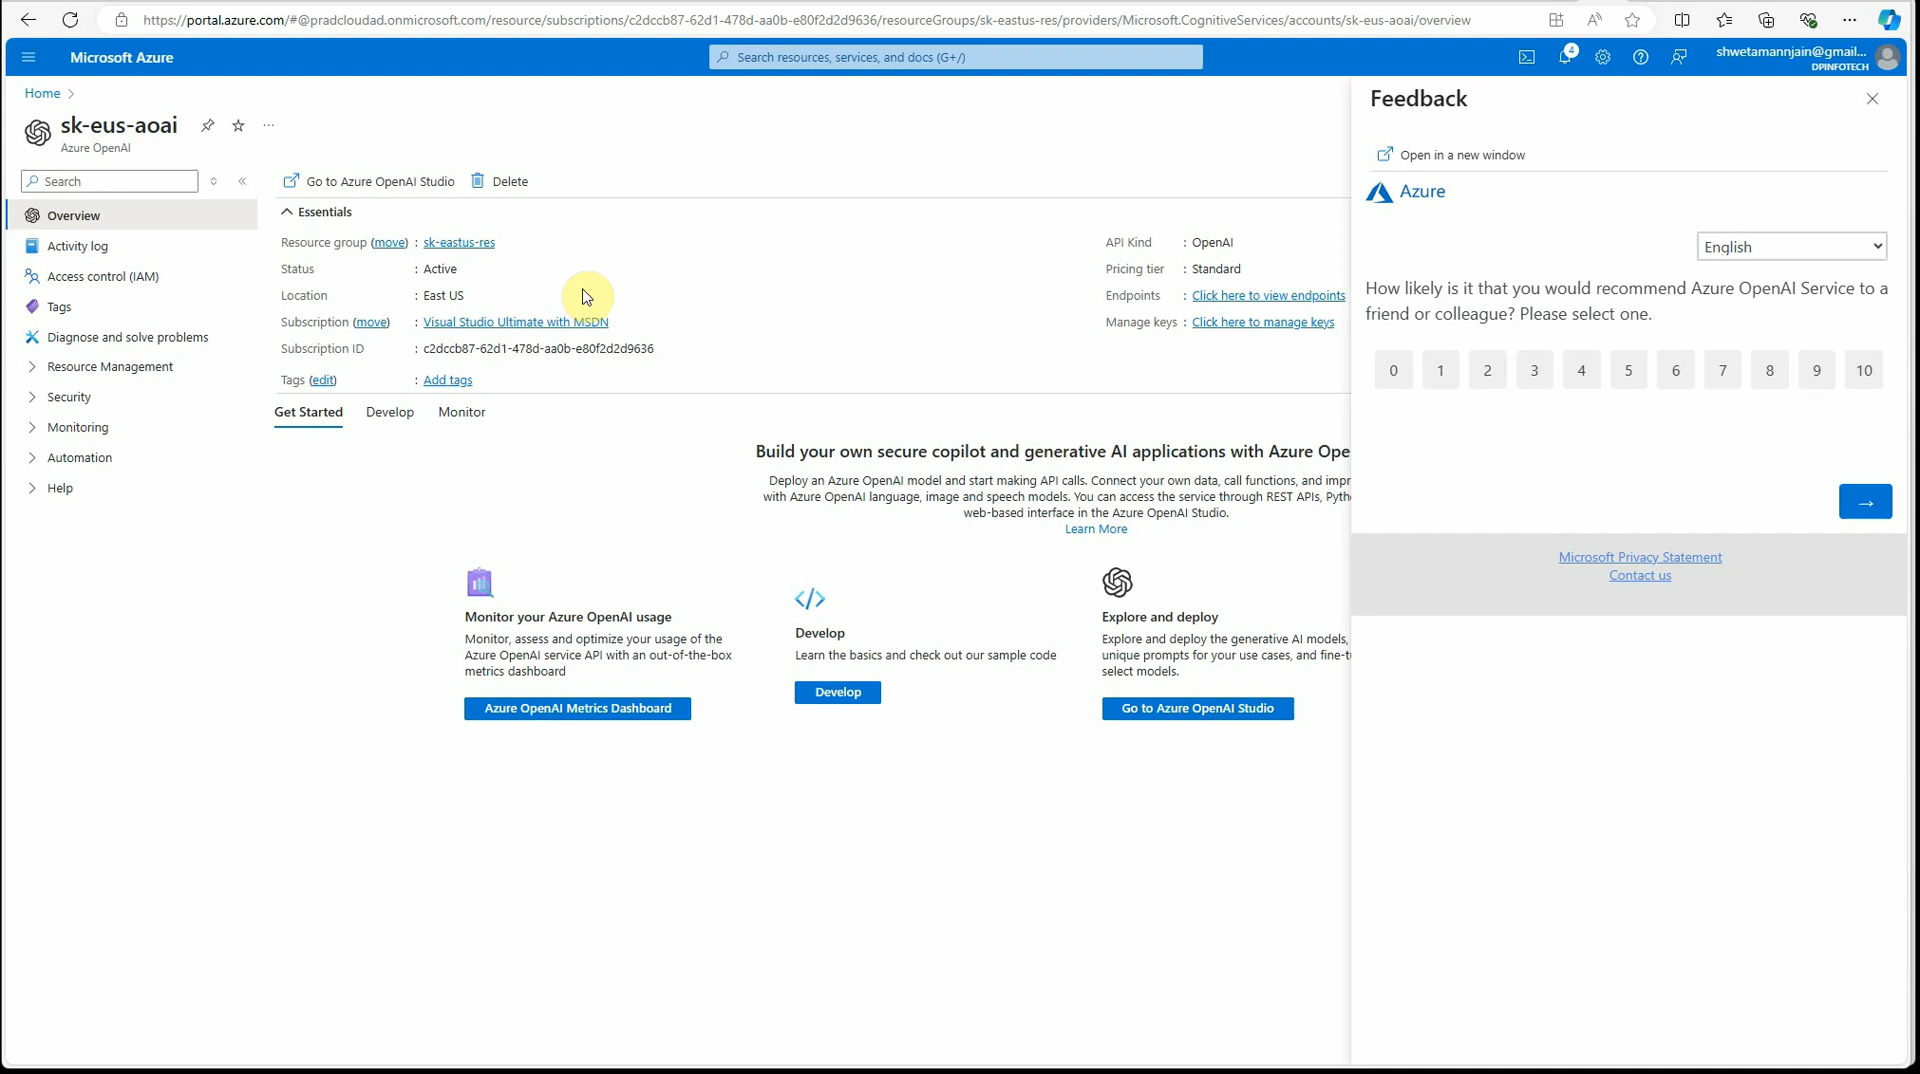 https://portal.azure.com/#@pradcloudad.onmicrosoft.com/resource/subscriptions/c2dccb87-62d1-478d-aa0b-e80f2d2d9636/resourceGroups/sk-eastus-res/providers/Microsoft.CognitiveServices/accounts/sk-eus-aoai/overview
Microsoft Azure
Search resources, services, and docs (G+/)
4
shwetamannjain@gmail...
DPINFOTECH
Home
sk-eus-aoai
Azure OpenAI
Search
Overview
Activity log
Access control (IAM)
Tags
Diagnose and solve problems
Resource Management
Security
Monitoring
Automation
Help
Go to Azure OpenAI Studio Delete
Essentials
Resource group (move) : sk-eastus-res
Status : Active
Location : East US
Subscription (move) : Visual Studio Ultimate with MSDN
Subscription ID : c2dccb87-62d1-478d-aa0b-e80f2d2d9636
Tags (edit) : Add tags
API Kind : OpenAI
Pricing tier : Standard
Endpoints : Click here to view endpoints
Manage keys : Click here to manage keys
Get Started Develop Monitor
Build your own secure copilot and generative AI applications with Azure Ope
Deploy an Azure OpenAI model and start making API calls. Connect your own data, call functions, and impr
with Azure OpenAI language, image and speech models. You can access the service through REST APIs, Pyth
web-based interface in the Azure OpenAI Studio.
Learn More
Monitor your Azure OpenAI usage
Monitor, assess and optimize your usage of the
Azure OpenAI service API with an out-of-the-box
metrics dashboard
Azure OpenAI Metrics Dashboard
Develop
Learn the basics and check out our sample code
Develop
Explore and deploy
Explore and deploy the generative AI models,
unique prompts for your use cases, and fine-tu
select models.
Go to Azure OpenAI Studio
Feedback
Open in a new window
Azure
English
How likely is it that you would recommend Azure OpenAI Service to a
friend or colleague? Please select one.
0 1 2 3 4 5 6 7 8 9 10
→
Microsoft Privacy Statement
Contact us